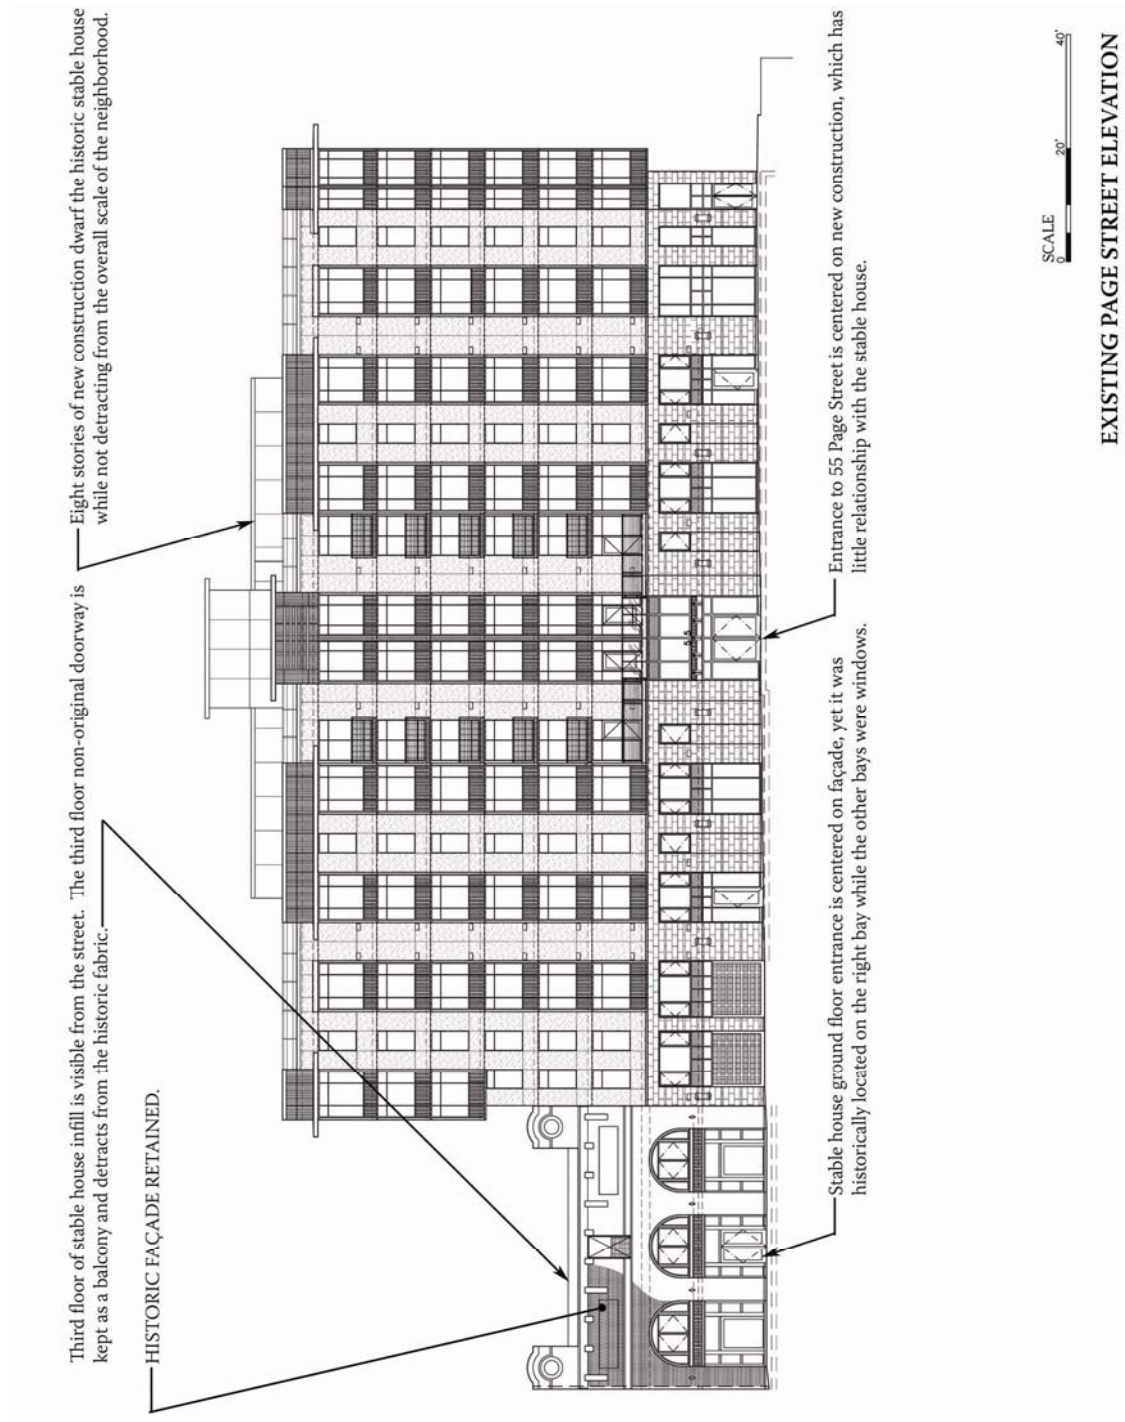 Third floor of stable house infill is visible from the street. The third floor non-original doorway is
kept as a balcony and detracts from the historic fabric.
HISTORIC FAÇADE RETAINED.
Eight stories of new construction dwarf the historic stable house
while not detracting from the overall scale of the neighborhood.
55
Stable house ground floor entrance is centered on façade, yet it was
historically located on the right bay while the other bays were windows.
Entrance to 55 Page Street is centered on new construction, which has
little relationship with the stable house.
SCALE
0 20' 40'
EXISTING PAGE STREET ELEVATION